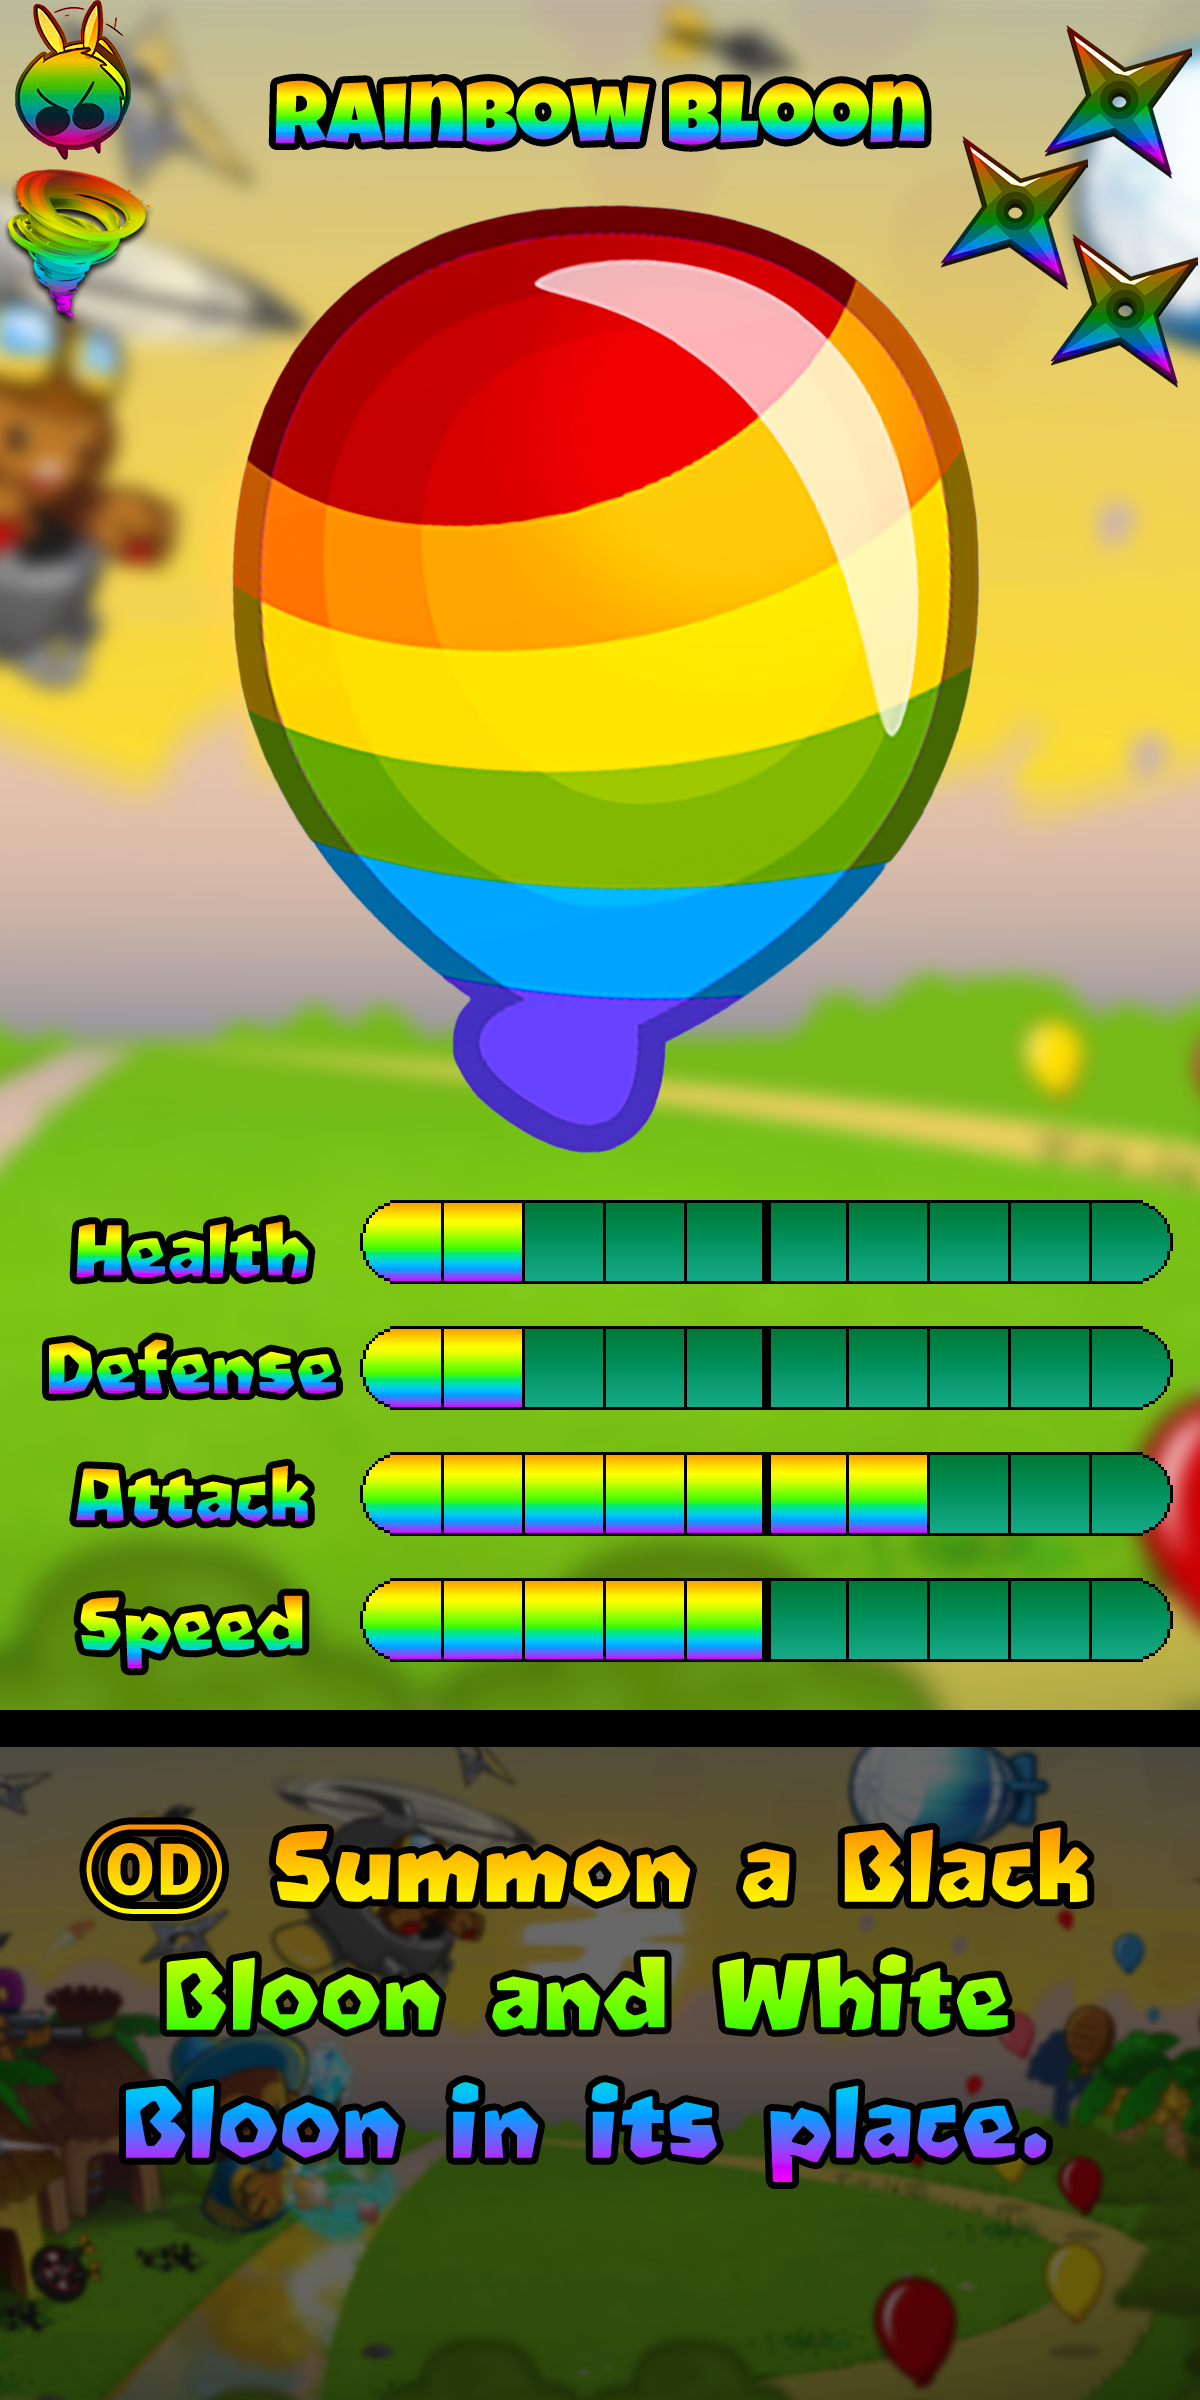 RAINBOW BLOON
Health
Defense
Attack
Speed
OD Summon a Black
Bloon and White
Bloon in its place.